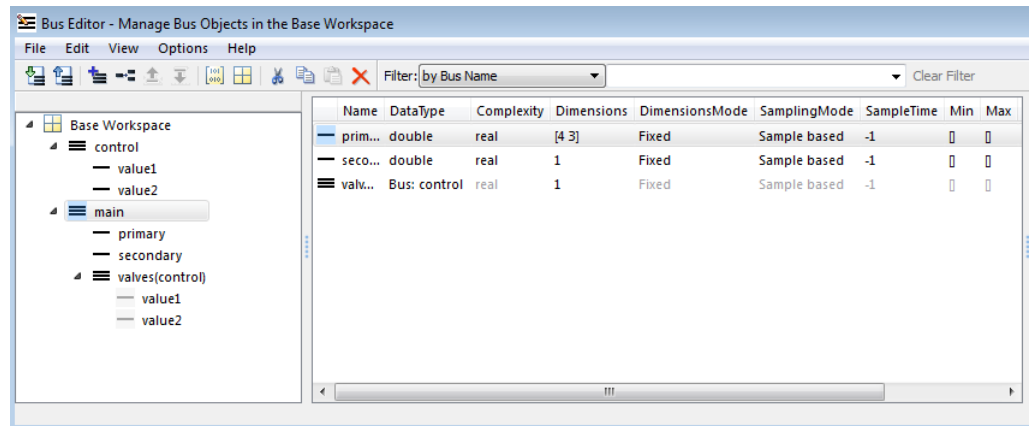 Bus Editor - Manage Bus Objects in the Base Workspace
File Edit View Options Help
Filter: by Bus Name Clear Filter
Name DataType Complexity Dimensions DimensionsMode SamplingMode SampleTime Min Max
prim... double real [4 3] Fixed Sample based -1 [] []
seco... double real 1 Fixed Sample based -1 [] []
valv... Bus: control real 1 Fixed Sample based -1 [] []
Base Workspace
control
value1
value2
main
primary
secondary
valves(control)
value1
value2